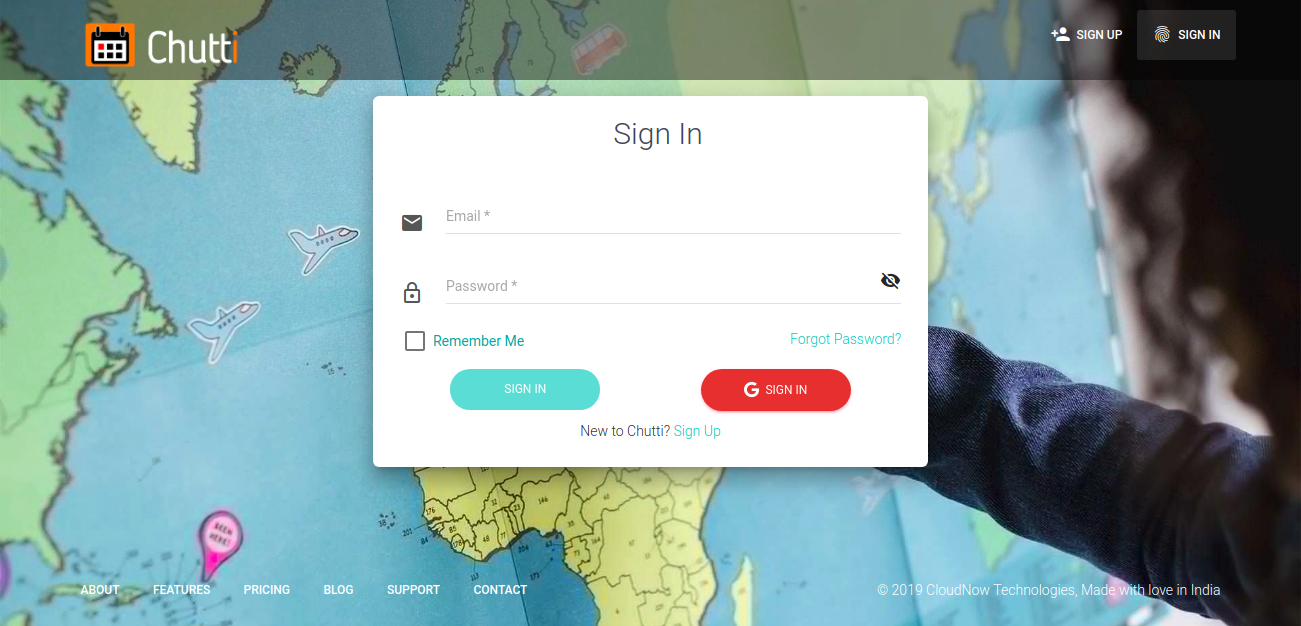 Chutti
SIGN UP
SIGN IN
Sign In
Email *
Password *
Remember Me
Forgot Password?
SIGN IN
G SIGN IN
New to Chutti? Sign Up
BEEN
HERE!
ABOUT FEATURES PRICING BLOG SUPPORT CONTACT
© 2019 CloudNow Technologies, Made with love in India